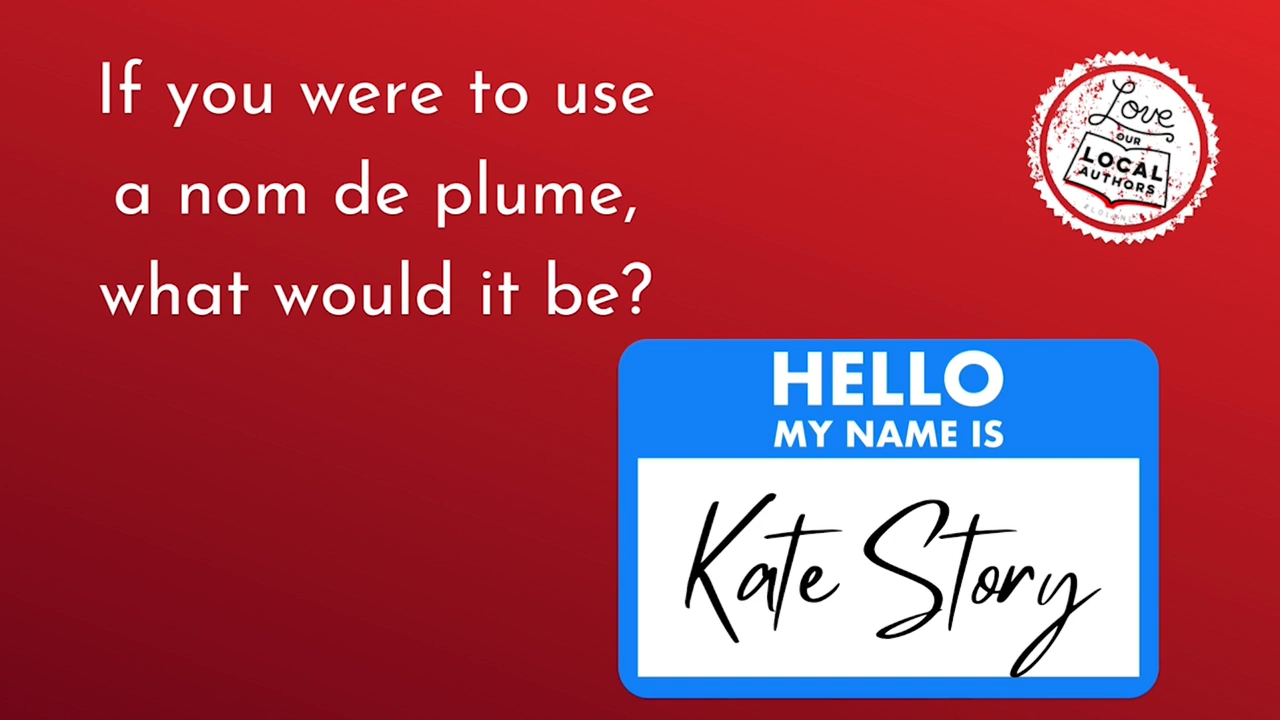 If you were to use
a nom de plume,
what would it be?
Love
OUR
LOCAL
AUTHORS
HELLO
MY NAME IS
Kate Story